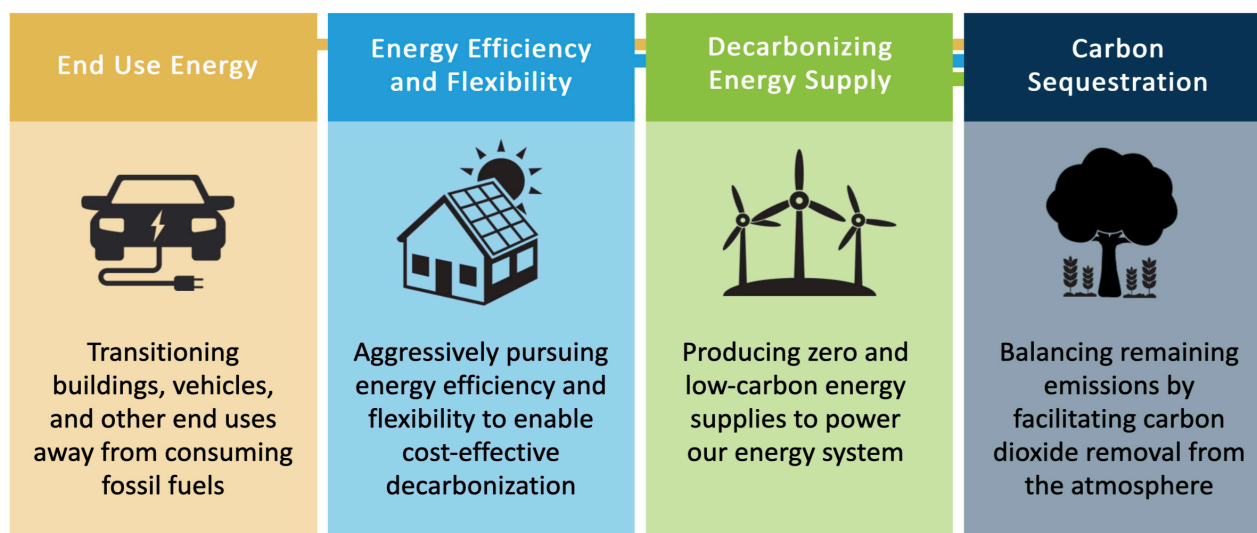 End Use Energy
Transitioning
buildings, vehicles,
and other end uses
away from consuming
fossil fuels
Energy Efficiency
and Flexibility
Aggressively pursuing
energy efficiency and
flexibility to enable
cost-effective
decarbonization
Decarbonizing
Energy Supply
Producing zero and
low-carbon energy
supplies to power
our energy system
Carbon
Sequestration
Balancing remaining
emissions by
facilitating carbon
dioxide removal from
the atmosphere